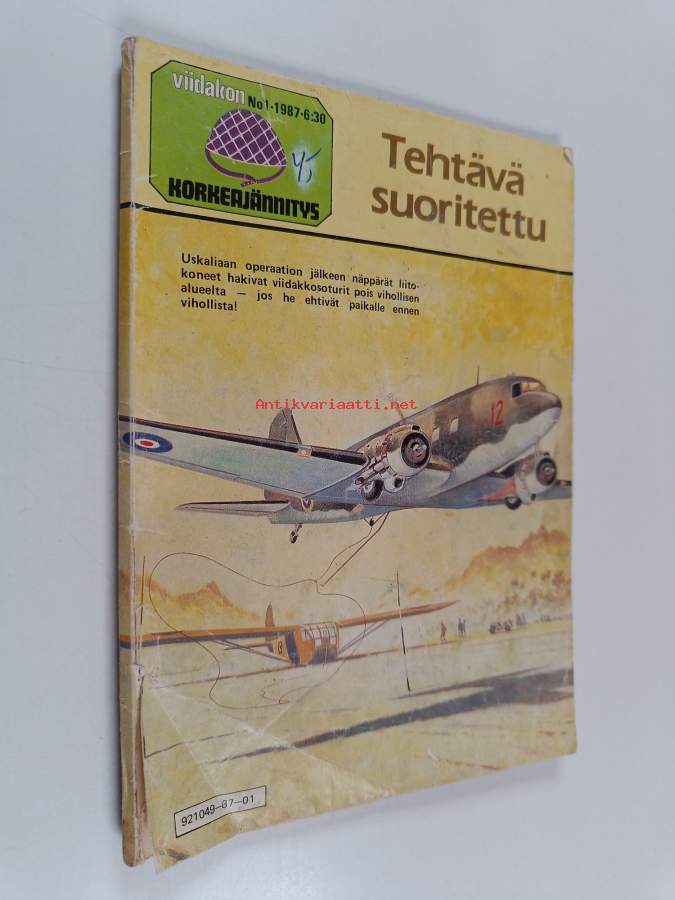 viidakon No 1·1987·6:30
KORKEAJÄNNITYS
45
Tehtävä
suoritettu
Uskaliaan operaation jälkeen näppärät liito-
koneet hakivat viidakkosoturit pois vihollisen
alueelta — jos he ehtivät paikalle ennen
vihollista!
12
Antikvariaatti.net
8
921049—87—01